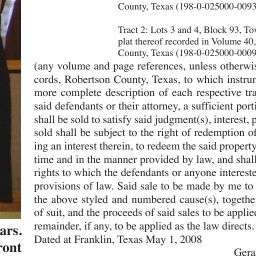 County, Texas (198-0-025000-0093
Tract 2: Lots 3 and 4, Block 93, Tow
plat thereof recorded in Volume 40,
County, Texas (198-0-025000-0009
(any volume and page references, unless otherwis
cords, Robertson County, Texas, to which instrum
more complete description of each respective tra
said defendants or their attorney, a sufficient porti
shall be sold to satisfy said judgment(s), interest, p
sold shall be subject to the right of redemption of
ing an interest therein, to redeem the said property
time and in the manner provided by law, and shall
rights to which the defendants or anyone intereste
provisions of law. Said sale to be made by me to
the above styled and numbered cause(s), togethe
of suit, and the proceeds of said sales to be applied
remainder, if any, to be applied as the law directs.
Dated at Franklin, Texas May 1, 2008
Gera
ars.
ront